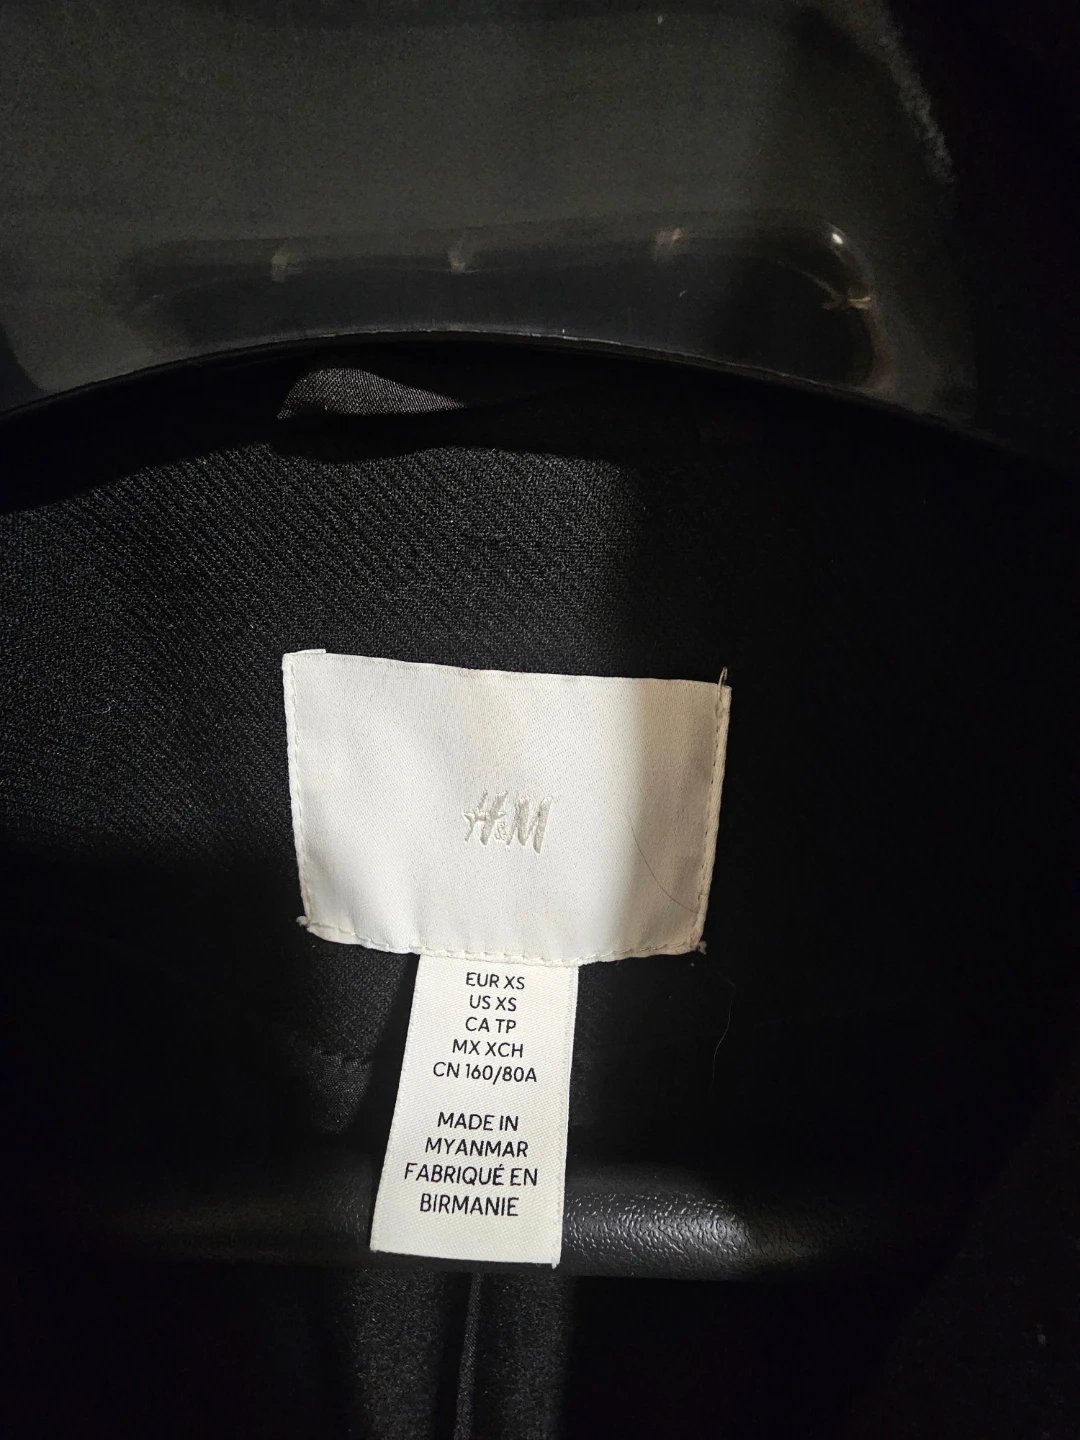 H&M
EUR XS
US XS
CA TP
MX XCH
CN 160/80A
MADE IN
MYANMAR
FABRIQUÉ EN
BIRMANIE